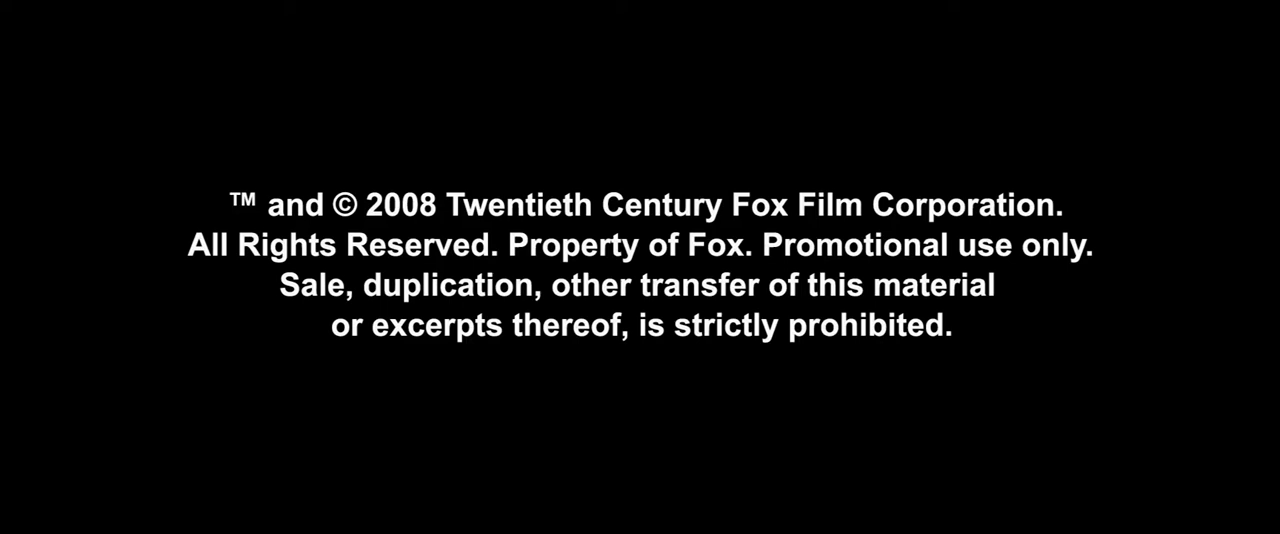 ™ and © 2008 Twentieth Century Fox Film Corporation.
All Rights Reserved. Property of Fox. Promotional use only.
Sale, duplication, other transfer of this material
or excerpts thereof, is strictly prohibited.